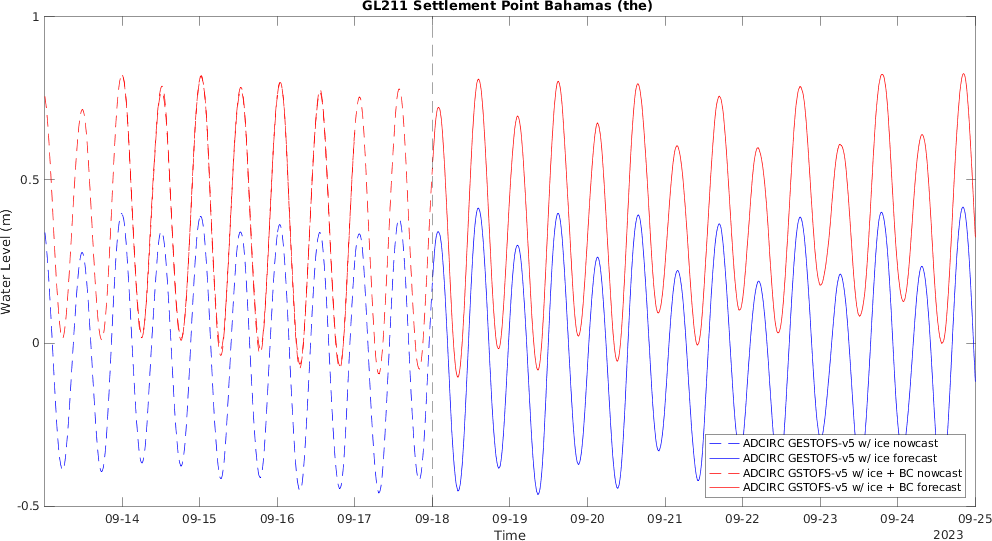 GL211 Settlement Point Bahamas (the)
1
0.5
0
-0.5
Water Level (m)
09-14 09-15 09-16 09-17 09-18 09-19 09-20 09-21 09-22 09-23 09-24 09-25
Time
2023
ADCIRC GESTOFS-v5 w/ ice nowcast
ADCIRC GESTOFS-v5 w/ ice forecast
ADCIRC GSTOFS-v5 w/ ice + BC nowcast
ADCIRC GSTOFS-v5 w/ ice + BC forecast